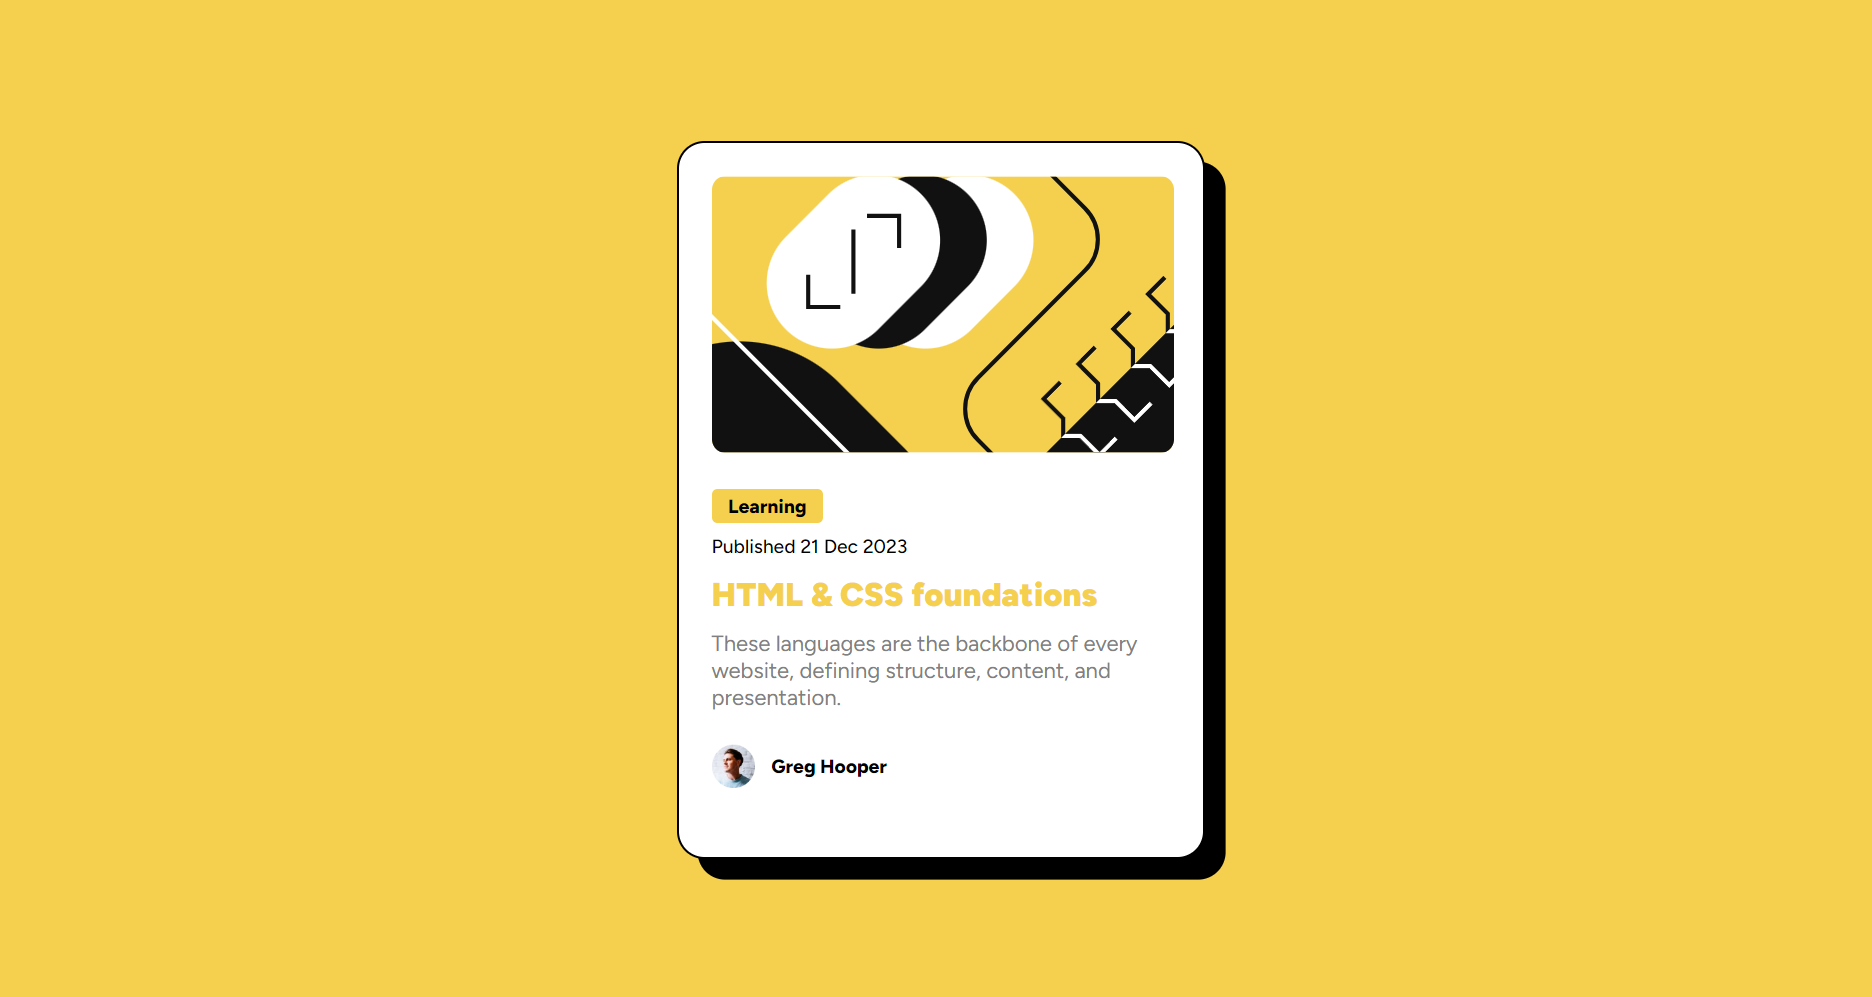 Learning
Published 21 Dec 2023
HTML & CSS foundations
These languages are the backbone of every
website, defining structure, content, and
presentation.
Greg Hooper